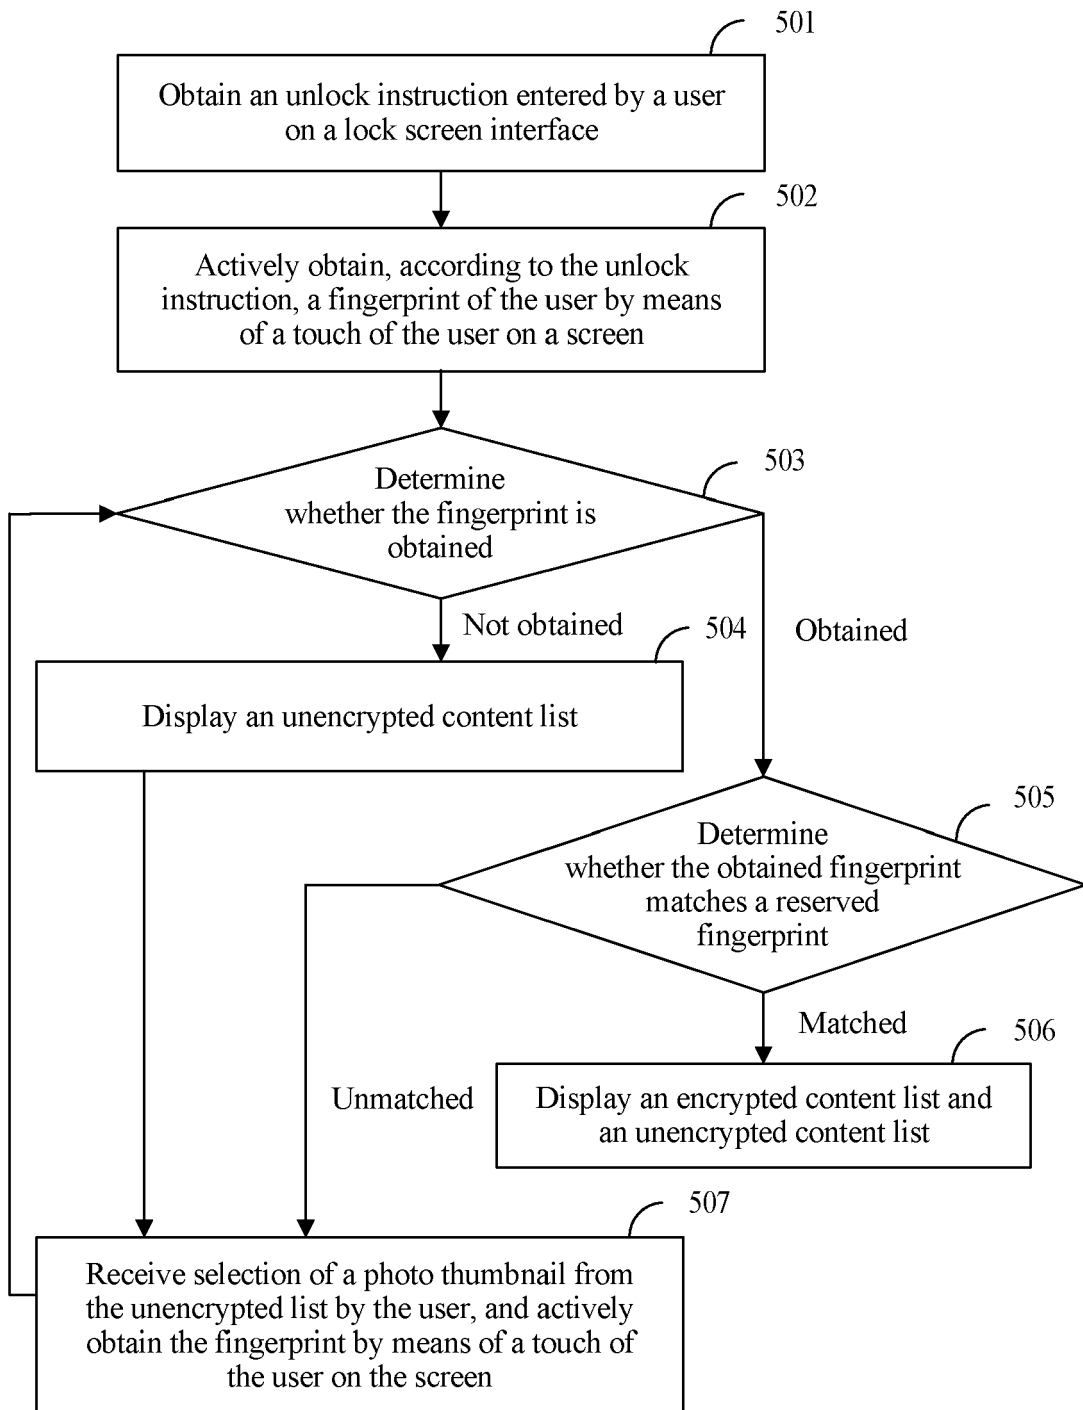 501
Obtain an unlock instruction entered by a user
on a lock screen interface
502
Actively obtain, according to the unlock
instruction, a fingerprint of the user by means
of a touch of the user on a screen
503
Determine
whether the fingerprint is
obtained
Not obtained
504
Obtained
Display an unencrypted content list
505
Determine
whether the obtained fingerprint
matches a reserved
fingerprint
Matched
506
Unmatched
Display an encrypted content list and
an unencrypted content list
507
Receive selection of a photo thumbnail from
the unencrypted list by the user, and actively
obtain the fingerprint by means of a touch of
the user on the screen